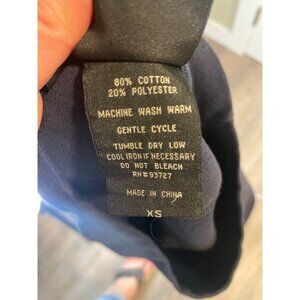 80% COTTON
20% POLYESTER
MACHINE WASH WARM
GENTLE CYCLE
TUMBLE DRY LOW
COOL IRON IF NECESSARY
DO NOT BLEACH
RN#93727
MADE IN CHINA
XS